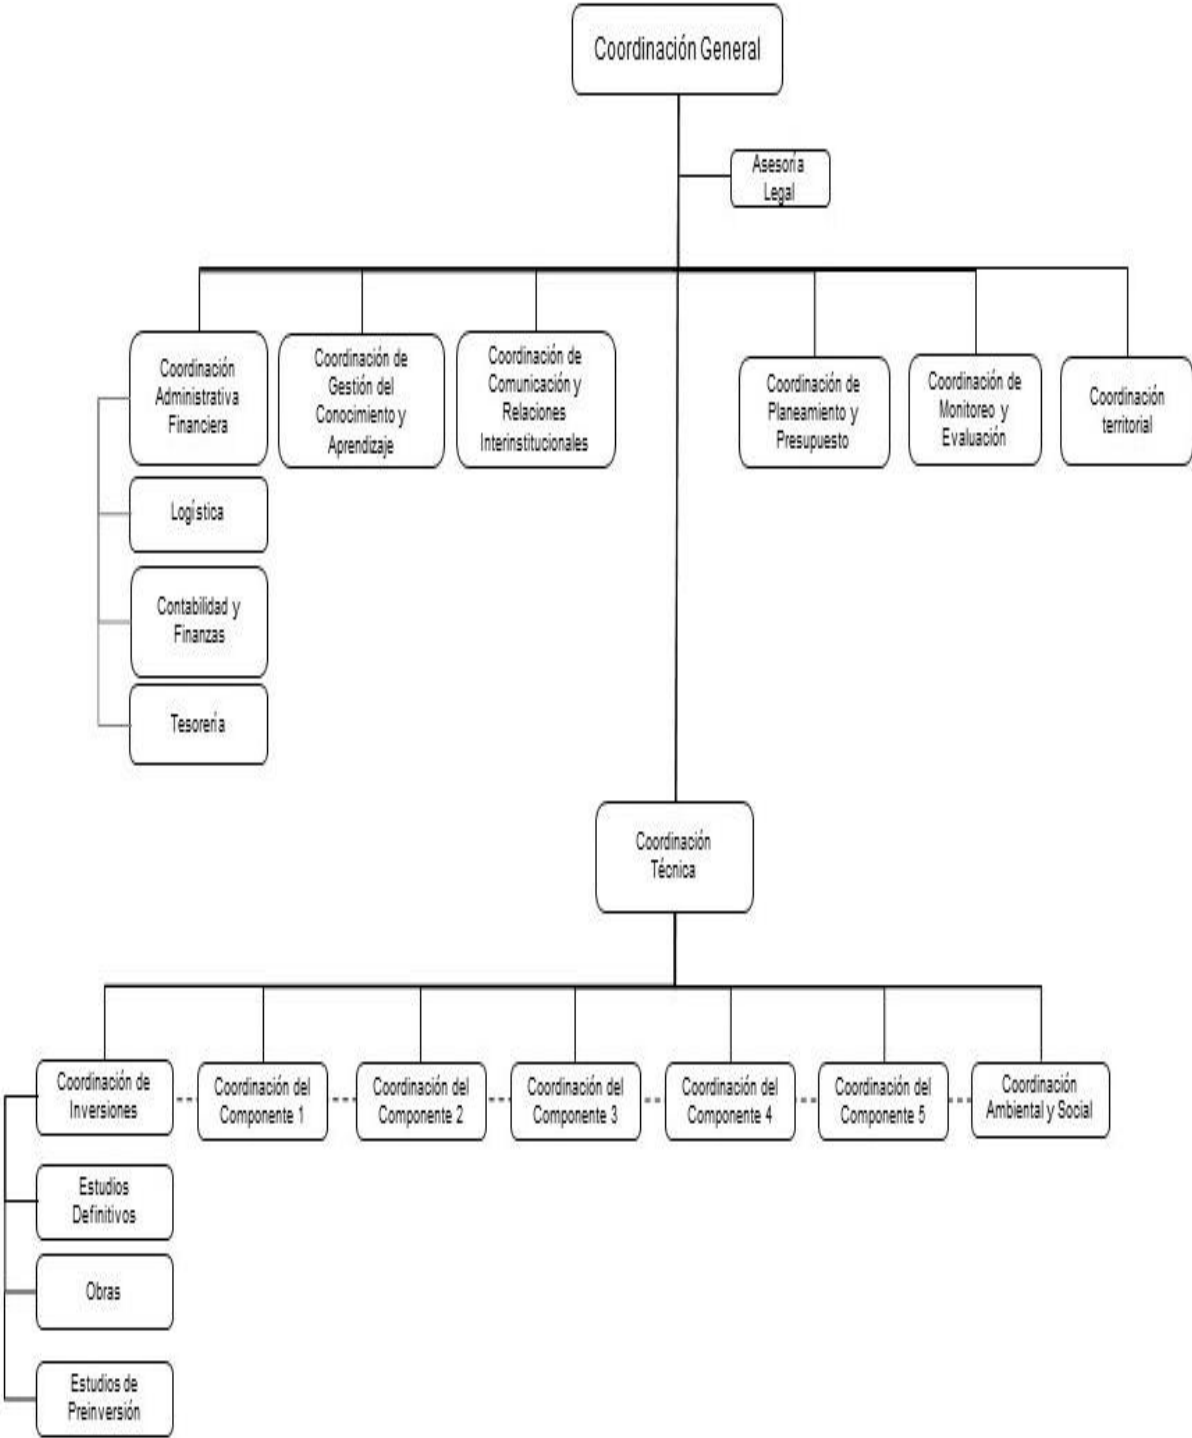 Coordinación General
Asesoría
Legal
Coordinación
Administrativa
Financiera
Coordinación de
Gestión del
Conocimiento y
Aprendizaje
Coordinación de
Comunicación y
Relaciones
Interinstitucionales
Coordinación de
Planeamiento y
Presupuesto
Coordinación de
Monitoreo y
Evaluación
Coordinación
territorial
Logística
Contabilidad y
Finanzas
Tesorería
Coordinación
Técnica
Coordinación de
Inversiones
Coordinación del
Componente 1
Coordinación del
Componente 2
Coordinación del
Componente 3
Coordinación del
Componente 4
Coordinación del
Componente 5
Coordinación
Ambiental y Social
Estudios
Definitivos
Obras
Estudios de
Preinversión